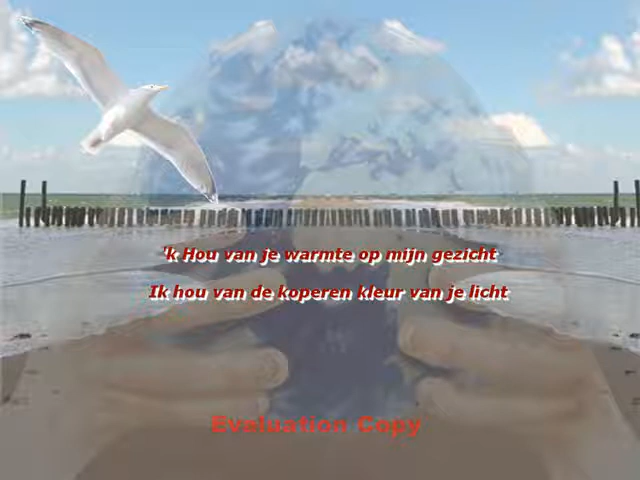 'k Hou van je warmte op mijn gezicht
Ik hou van de koperen kleur van je licht
Evaluation Copy